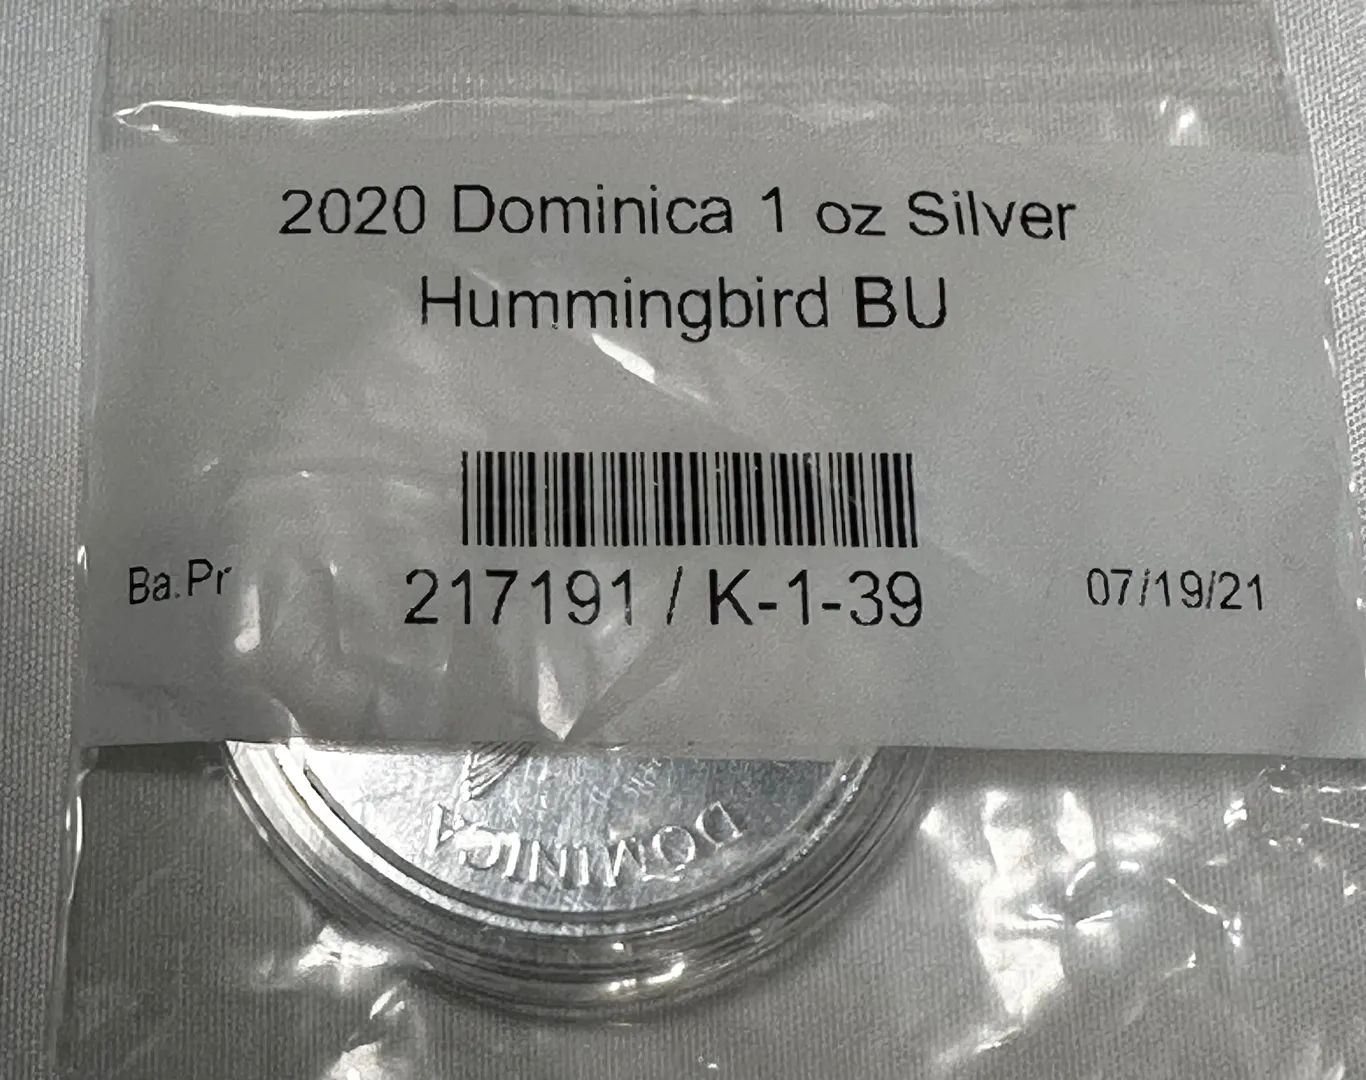 2020 Dominica 1 oz Silver
Hummingbird BU
Ba.Pr
217191 / K-1-39
07/19/21
DOMINICA